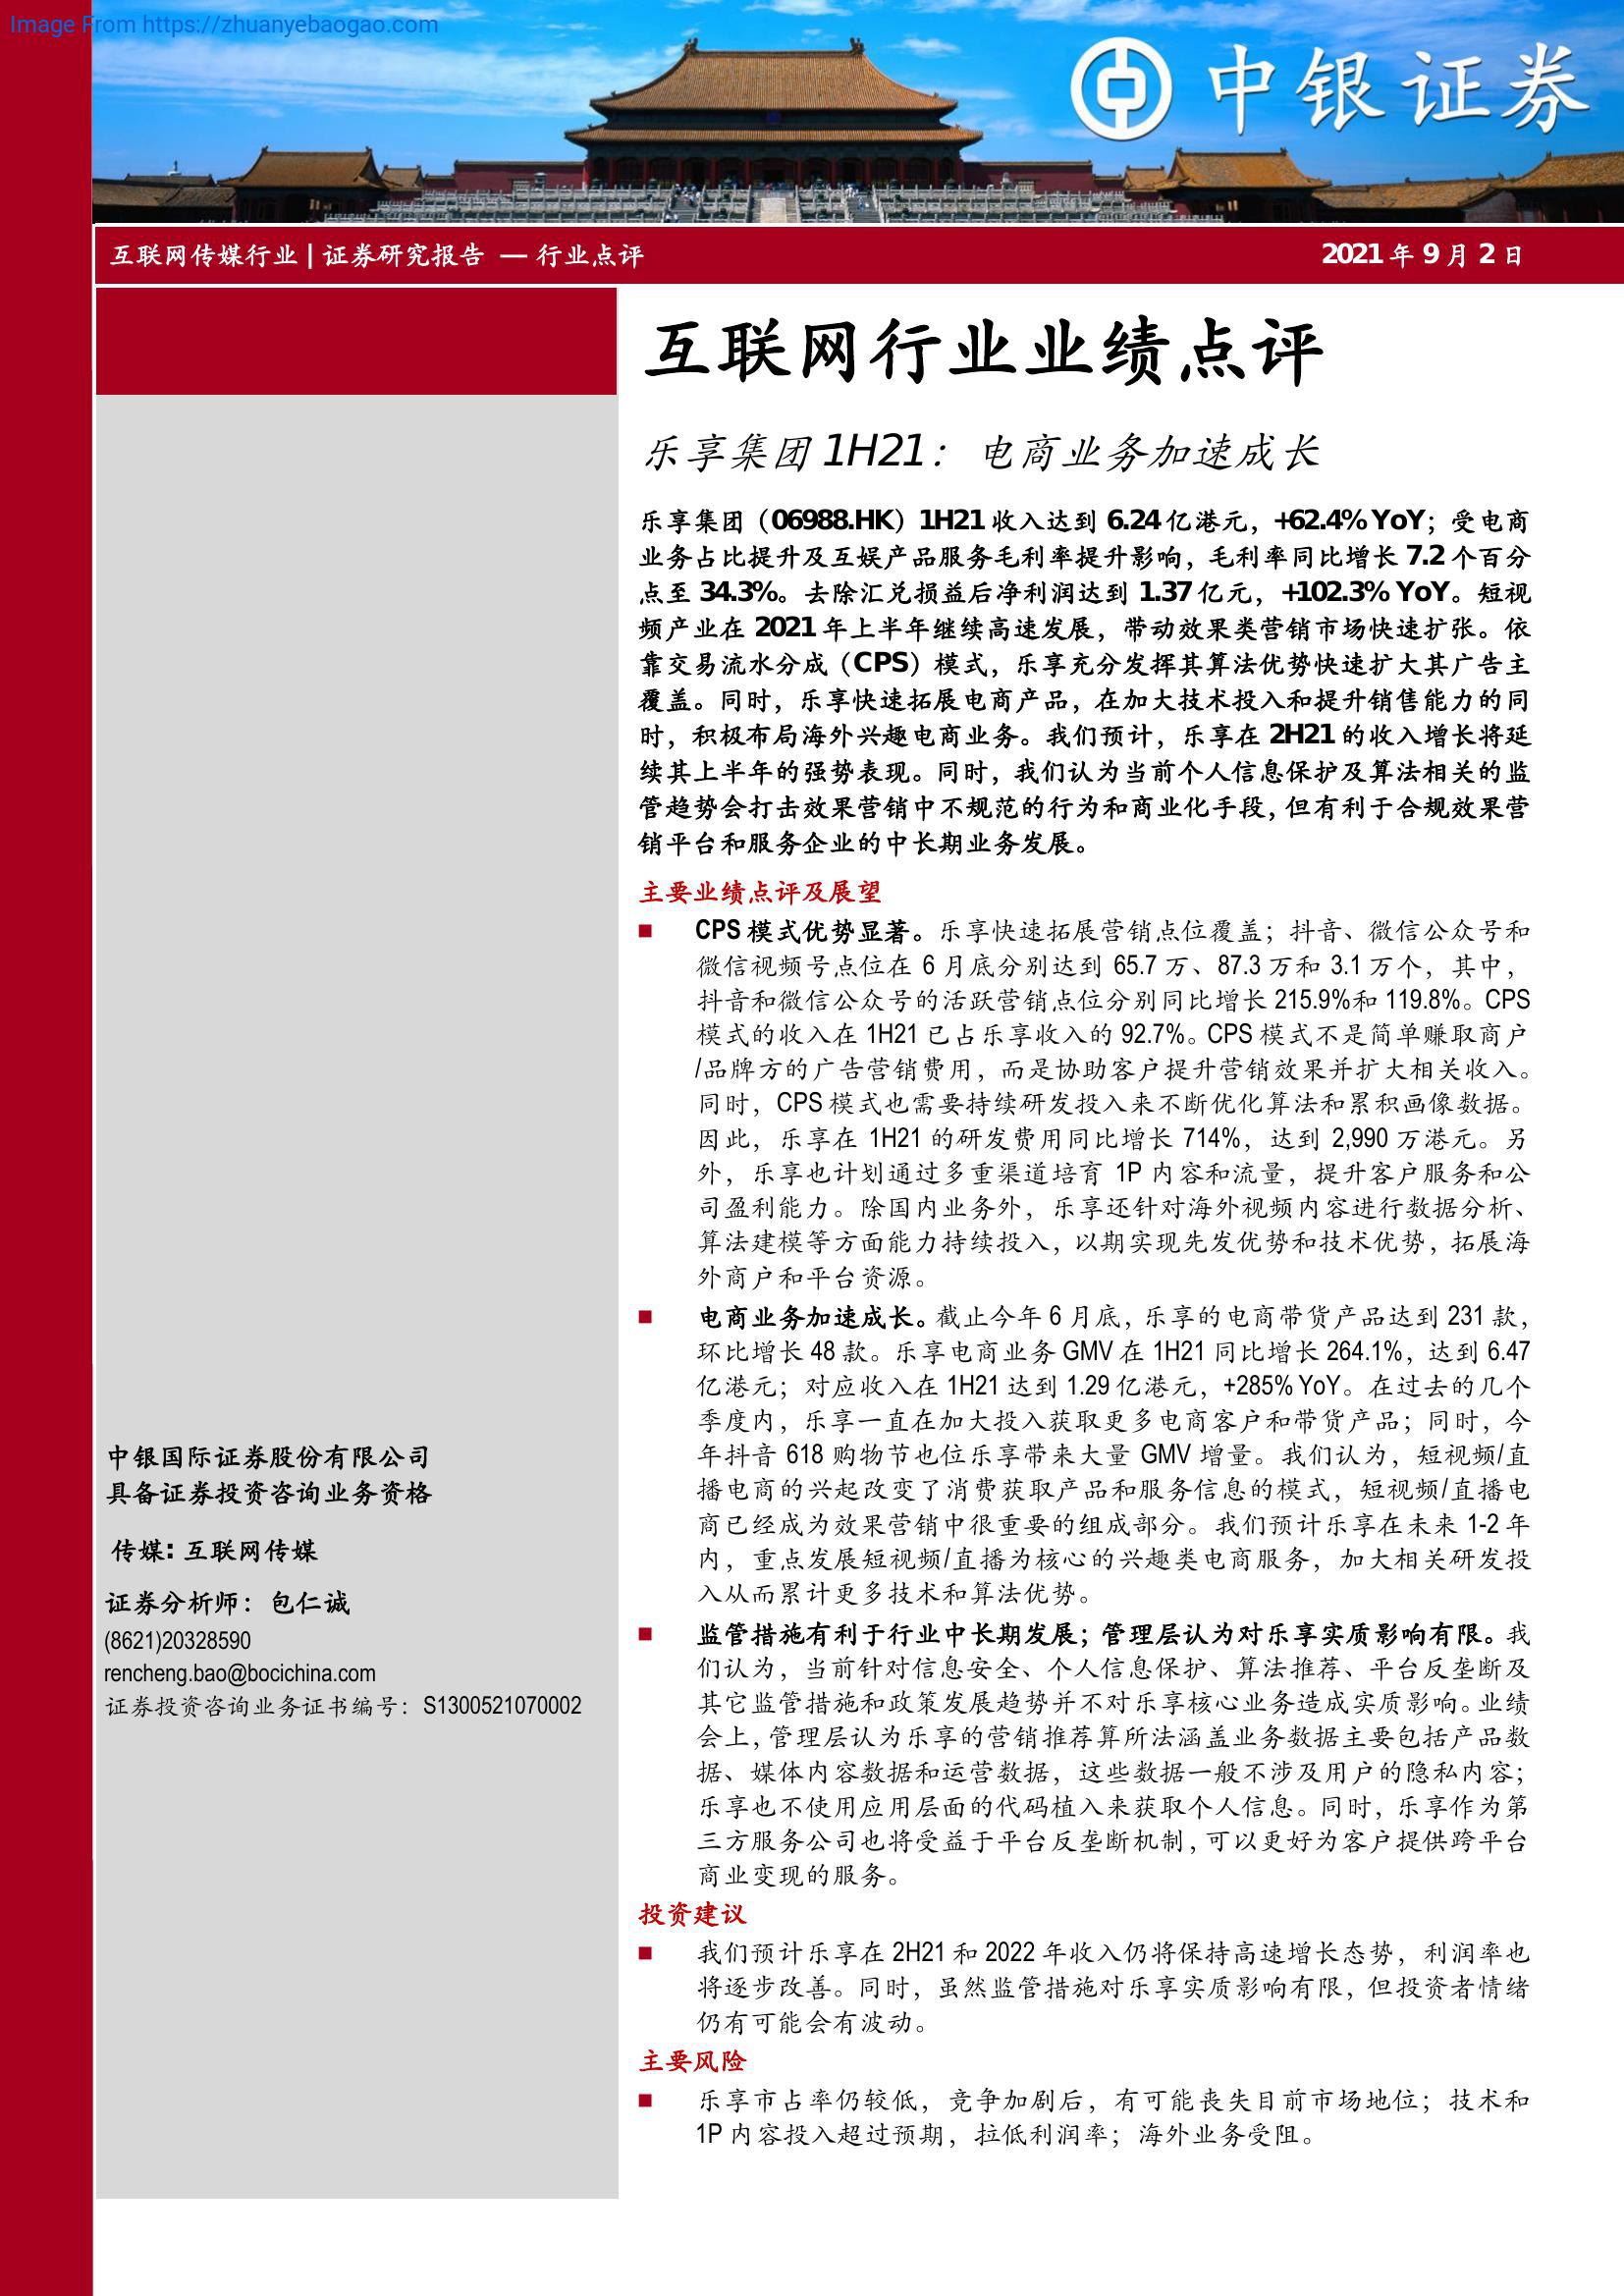 Image From https://zhuanyebaogao.com
中银证券
互联网传媒行业 | 证券研究报告 — 行业点评
2021 年 9 月 2 日
互联网行业业绩点评
乐享集团 1H21：电商业务加速成长
乐享集团（06988.HK）1H21 收入达到 6.24 亿港元，+62.4% YoY；受电商
业务占比提升及互娱产品服务毛利率提升影响，毛利率同比增长 7.2 个百分
点至 34.3%。去除汇兑损益后净利润达到 1.37 亿元，+102.3% YoY。短视
频产业在 2021 年上半年继续高速发展，带动效果类营销市场快速扩张。依
靠交易流水分成（CPS）模式，乐享充分发挥其算法优势快速扩大其广告主
覆盖。同时，乐享快速拓展电商产品，在加大技术投入和提升销售能力的同
时，积极布局海外兴趣电商业务。我们预计，乐享在 2H21 的收入增长将延
续其上半年的强势表现。同时，我们认为当前个人信息保护及算法相关的监
管趋势会打击效果营销中不规范的行为和商业化手段，但有利于合规效果营
销平台和服务企业的中长期业务发展。
主要业绩点评及展望
■ CPS 模式优势显著。乐享快速拓展营销点位覆盖；抖音、微信公众号和
微信视频号点位在 6 月底分别达到 65.7 万、87.3 万和 3.1 万个，其中，
抖音和微信公众号的活跃营销点位分别同比增长 215.9%和 119.8%。CPS
模式的收入在 1H21 已占乐享收入的 92.7%。CPS 模式不是简单赚取商户
/品牌方的广告营销费用，而是协助客户提升营销效果并扩大相关收入。
同时，CPS 模式也需要持续研发投入来不断优化算法和累积画像数据。
因此，乐享在 1H21 的研发费用同比增长 714%，达到 2,990 万港元。另
外，乐享也计划通过多重渠道培育 1P 内容和流量，提升客户服务和公
司盈利能力。除国内业务外，乐享还针对海外视频内容进行数据分析、
算法建模等方面能力持续投入，以期实现先发优势和技术优势，拓展海
外商户和平台资源。
■ 电商业务加速成长。截止今年 6 月底，乐享的电商带货产品达到 231 款，
环比增长 48 款。乐享电商业务 GMV 在 1H21 同比增长 264.1%，达到 6.47
亿港元；对应收入在 1H21 达到 1.29 亿港元，+285% YoY。在过去的几个
季度内，乐享一直在加大投入获取更多电商客户和带货产品；同时，今
年抖音 618 购物节也位乐享带来大量 GMV 增量。我们认为，短视频/直
播电商的兴起改变了消费获取产品和服务信息的模式，短视频/直播电
商已经成为效果营销中很重要的组成部分。我们预计乐享在未来 1-2 年
内，重点发展短视频/直播为核心的兴趣类电商服务，加大相关研发投
入从而累计更多技术和算法优势。
■ 监管措施有利于行业中长期发展；管理层认为对乐享实质影响有限。我
们认为，当前针对信息安全、个人信息保护、算法推荐、平台反垄断及
其它监管措施和政策发展趋势并不对乐享核心业务造成实质影响。业绩
会上，管理层认为乐享的营销推荐算所法涵盖业务数据主要包括产品数
据、媒体内容数据和运营数据，这些数据一般不涉及用户的隐私内容；
乐享也不使用应用层面的代码植入来获取个人信息。同时，乐享作为第
三方服务公司也将受益于平台反垄断机制，可以更好为客户提供跨平台
商业变现的服务。
投资建议
■ 我们预计乐享在 2H21 和 2022 年收入仍将保持高速增长态势，利润率也
将逐步改善。同时，虽然监管措施对乐享实质影响有限，但投资者情绪
仍有可能会有波动。
主要风险
■ 乐享市占率仍较低，竞争加剧后，有可能丧失目前市场地位；技术和
1P 内容投入超过预期，拉低利润率；海外业务受阻。
中银国际证券股份有限公司
具备证券投资咨询业务资格
传媒: 互联网传媒
证券分析师：包仁诚
(8621)20328590
rencheng.bao@bocichina.com
证券投资咨询业务证书编号：S1300521070002